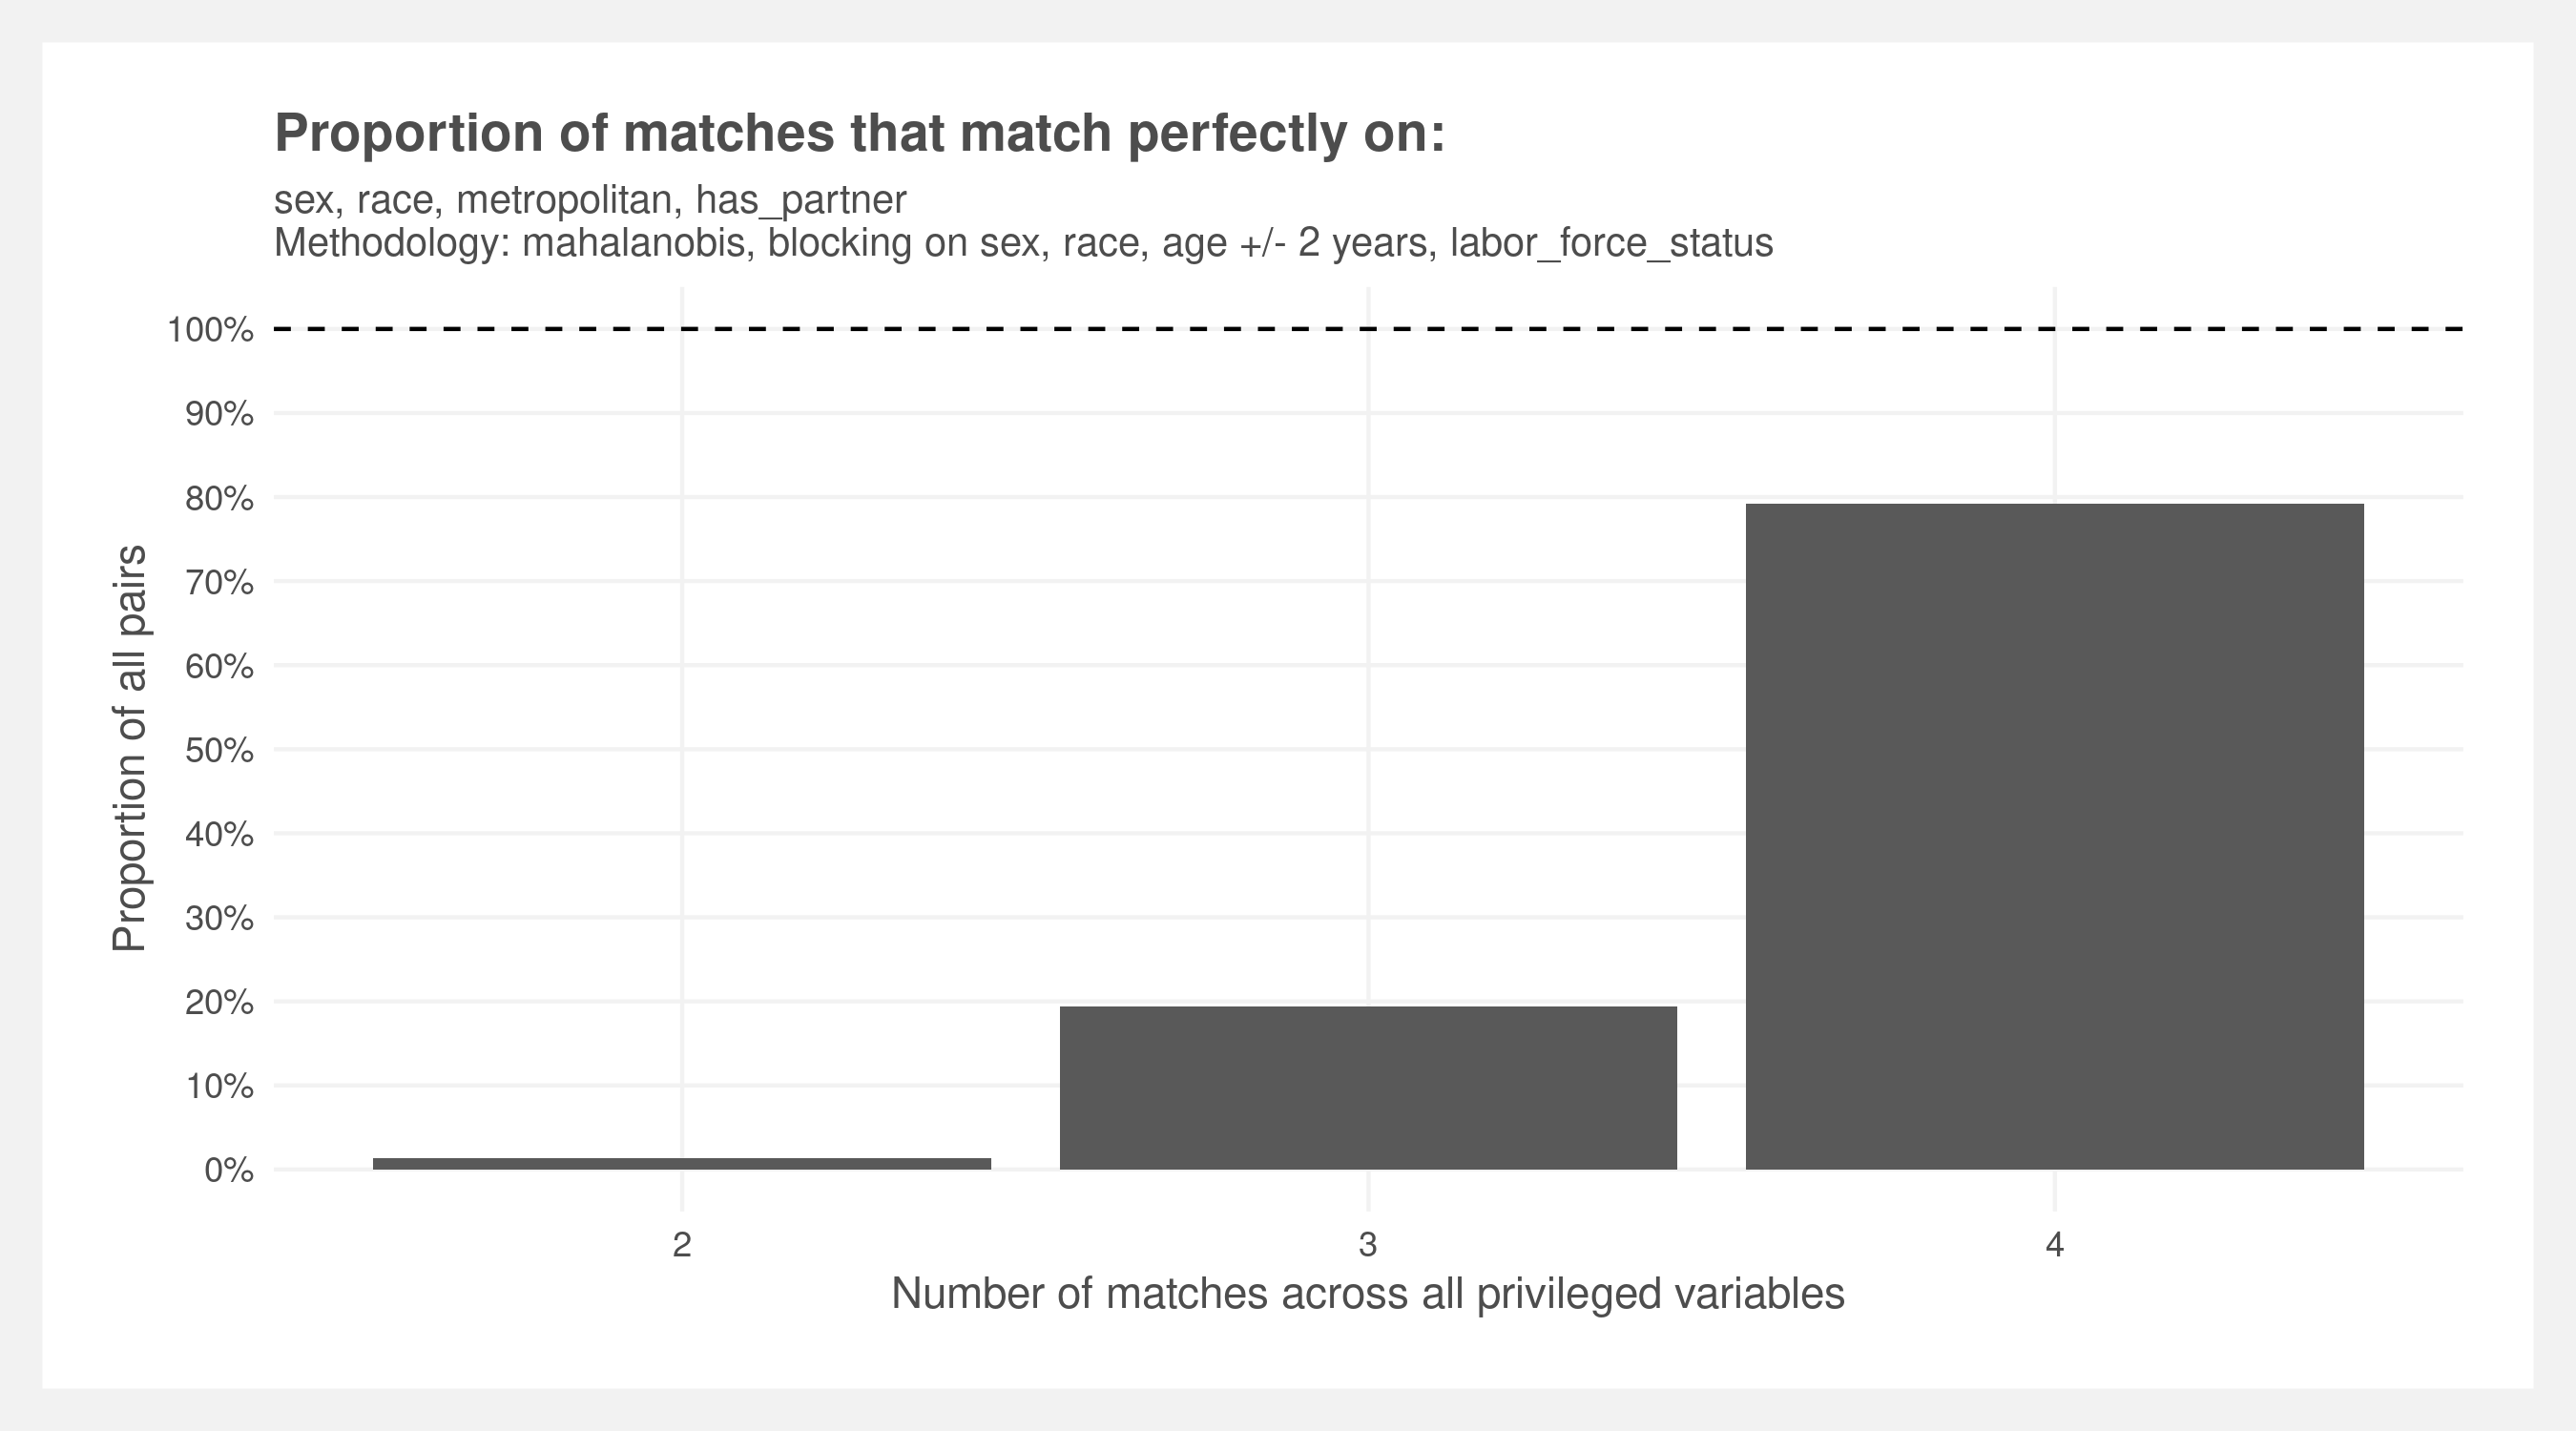 Proportion of matches that match perfectly on:
sex, race, metropolitan, has_partner
Methodology: mahalanobis, blocking on sex, race, age +/- 2 years, labor_force_status
Proportion of all pairs
100%
90%
80%
70%
60%
50%
40%
30%
20%
10%
0%
2 3 4
Number of matches across all privileged variables